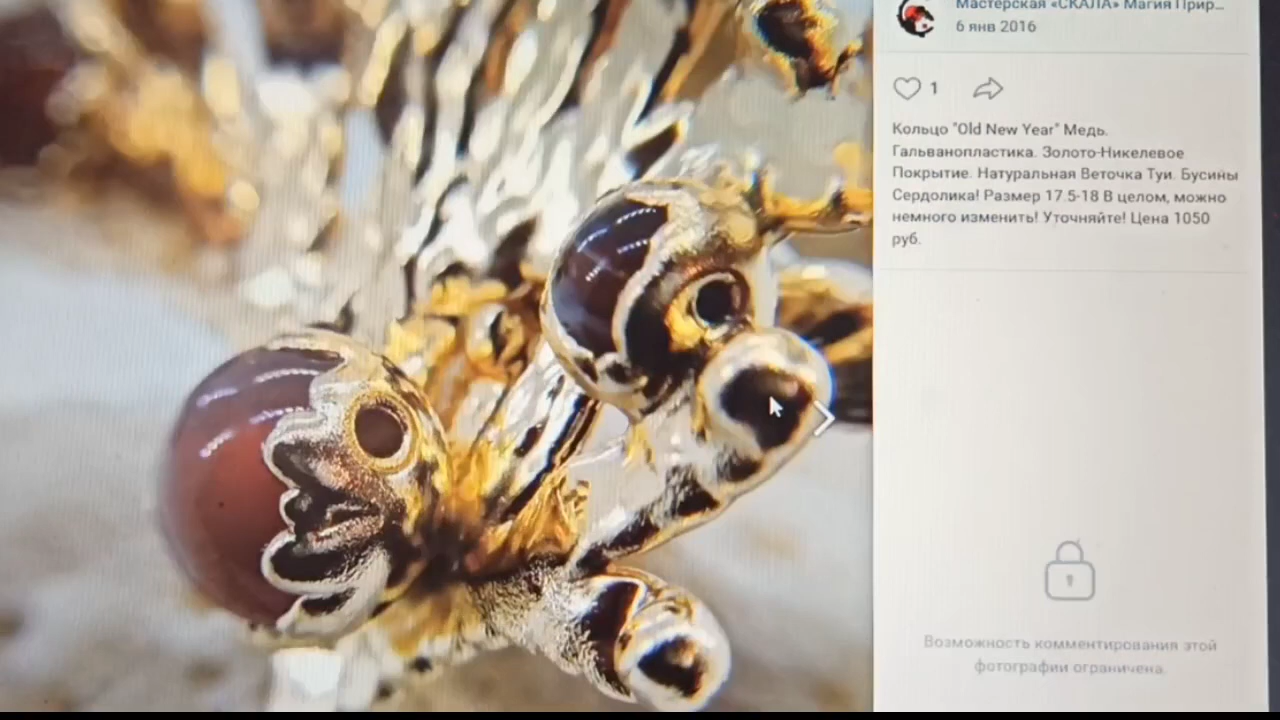 Мастерская «СКАЛА» Магия Прир...
6 янв 2016
1
Кольцо "Old New Year" Медь.
Гальванопластика. Золото-Никелевое
Покрытие. Натуральная Веточка Туи. Бусины
Сердолика! Размер 17.5-18 В целом, можно
немного изменить! Уточняйте! Цена 1050
руб.
Возможность комментирования этой
фотографии ограничена.